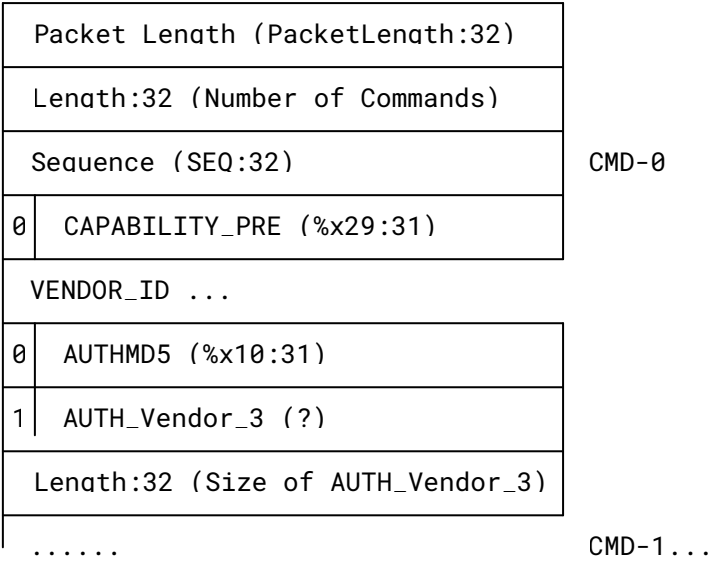 Packet Length (PacketLength:32)
Length:32 (Number of Commands)
Sequence (SEQ:32) CMD-0
0 CAPABILITY_PRE (%x29:31)
VENDOR_ID ...
0 AUTHMD5 (%x10:31)
1 AUTH_Vendor_3 (?)
Length:32 (Size of AUTH_Vendor_3)
...... CMD-1...